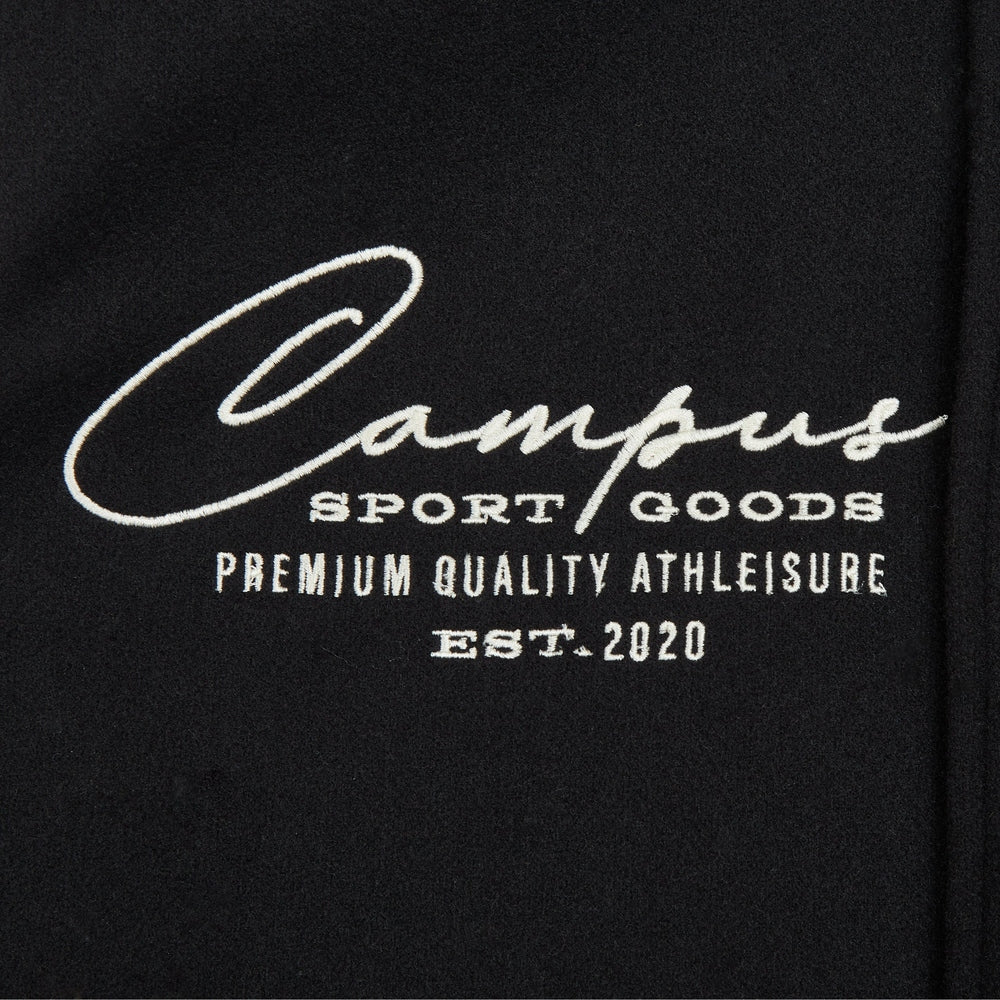 Campus
SPORT GOODS
PREMIUM QUALITY ATHLEISURE
EST. 2020